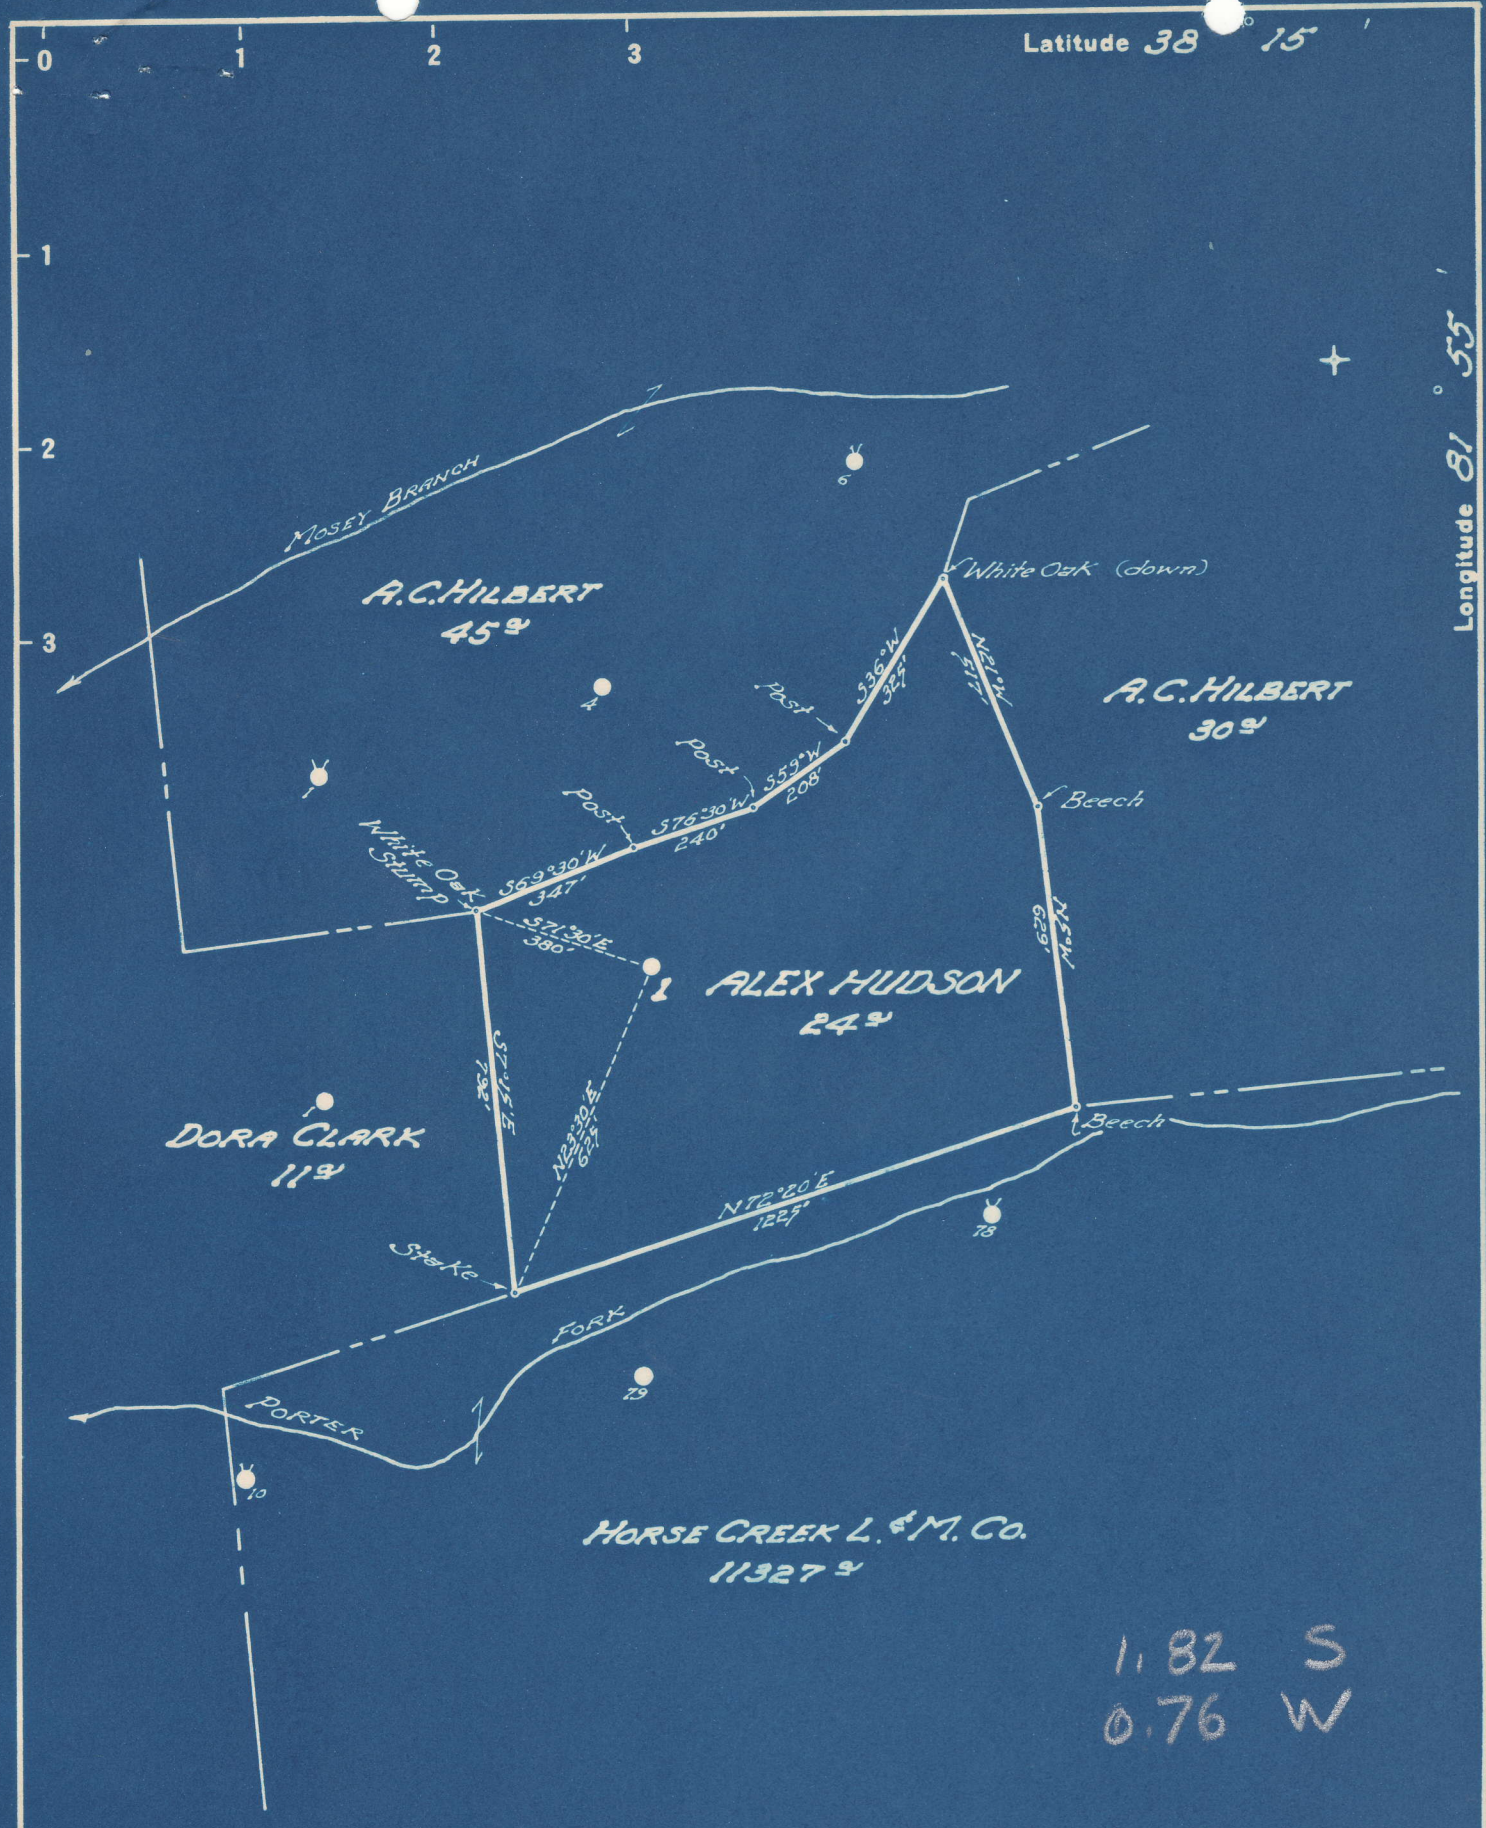 Latitude 38° 15'
0 1 2 3
1
2
3
Longitude 81° 55'
6
MOSEY BRANCH
White Oak (down)
A.C. HILBERT
45 a
S36°W
325'
N21°W
A.C. HILBERT
30 a
4
Post
Post
S59°W
208'
1
Post
S76°30'W
240'
Beech
White Oak
Stump
S69°30'W
347'
S71°30'E
380'
N5°W
629'
1
ALEX HUDSON
24 a
S7°15'E
792'
N23°30'E
625'
1
DORA CLARK
11 a
Beech
N72°20'E
1225'
78
Stake
FORK
79
PORTER
10
HORSE CREEK L. & M. CO.
11327 a
1.82 S
0.76 W